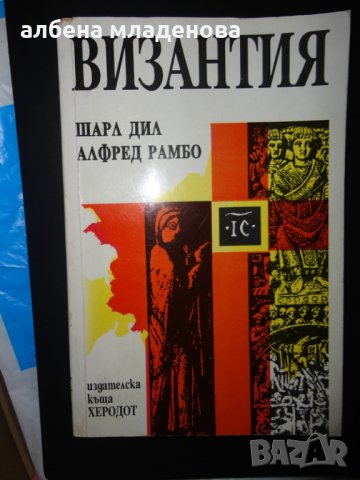 албена младенова
ВИЗАНТИЯ
ШАРЛ ДИЛ
АЛФРЕД РАМБО
·IC·
издателска
къща
ХЕРОДОТ
BAZAR